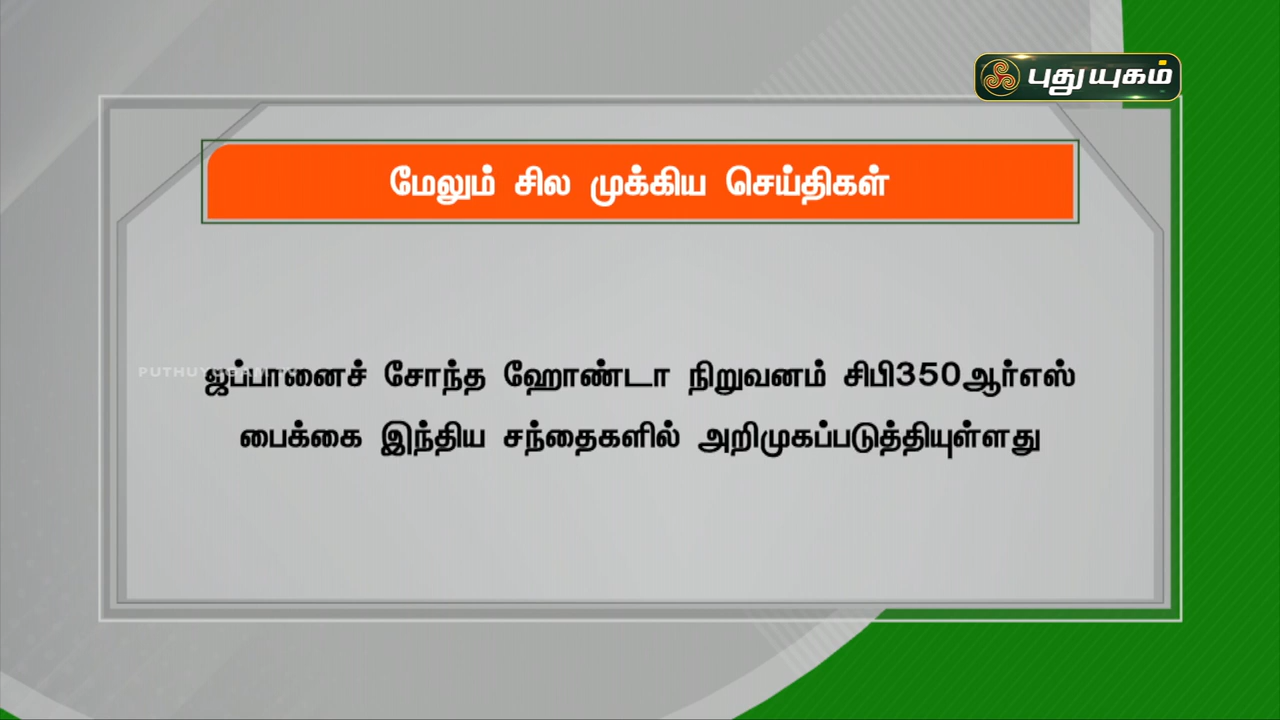 புதுயுகம்
மேலும் சில முக்கிய செய்திகள்
ஜப்பானைச் சோந்த ஹோண்டா நிறுவனம் சிபி350ஆர்எஸ்
பைக்கை இந்திய சந்தைகளில் அறிமுகப்படுத்தியுள்ளது